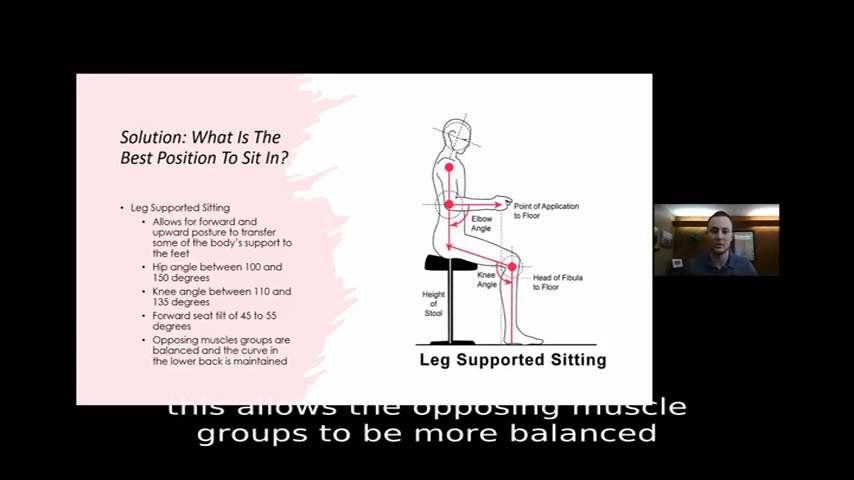 Solution: What Is The
Best Position To Sit In?
• Leg Supported Sitting
• Allows for forward and
upward posture to transfer
some of the body's support to
the feet
• Hip angle between 100 and
150 degrees
• Knee angle between 110 and
135 degrees
• Forward seat tilt of 45 to 55
degrees
• Opposing muscles groups are
balanced and the curve in
the lower back is maintained
Point of Application
to Floor
Elbow
Angle
Knee
Angle
Head of Fibula
to Floor
Height
of
Stool
Leg Supported Sitting
this allows the opposing muscle
groups to be more balanced